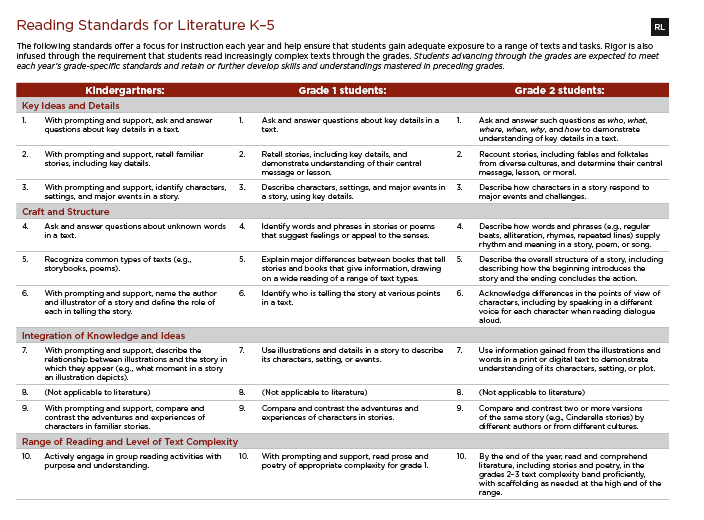 Reading Standards for Literature K–5
RL
The following standards offer a focus for instruction each year and help ensure that students gain adequate exposure to a range of texts and tasks. Rigor is also
infused through the requirement that students read increasingly complex texts through the grades. Students advancing through the grades are expected to meet
each year's grade-specific standards and retain or further develop skills and understandings mastered in preceding grades.
Kindergartners:
Grade 1 students:
Grade 2 students:
Key Ideas and Details
1. With prompting and support, ask and answer
questions about key details in a text.
1. Ask and answer questions about key details in a
text.
1. Ask and answer such questions as who, what,
where, when, why, and how to demonstrate
understanding of key details in a text.
2. With prompting and support, retell familiar
stories, including key details.
2. Retell stories, including key details, and
demonstrate understanding of their central
message or lesson.
2. Recount stories, including fables and folktales
from diverse cultures, and determine their central
message, lesson, or moral.
3. With prompting and support, identify characters,
settings, and major events in a story.
3. Describe characters, settings, and major events in
a story, using key details.
3. Describe how characters in a story respond to
major events and challenges.
Craft and Structure
4. Ask and answer questions about unknown words
in a text.
4. Identify words and phrases in stories or poems
that suggest feelings or appeal to the senses.
4. Describe how words and phrases (e.g., regular
beats, alliteration, rhymes, repeated lines) supply
rhythm and meaning in a story, poem, or song.
5. Recognize common types of texts (e.g.,
storybooks, poems).
5. Explain major differences between books that tell
stories and books that give information, drawing
on a wide reading of a range of text types.
5. Describe the overall structure of a story, including
describing how the beginning introduces the
story and the ending concludes the action.
6. With prompting and support, name the author
and illustrator of a story and define the role of
each in telling the story.
6. Identify who is telling the story at various points
in a text.
6. Acknowledge differences in the points of view of
characters, including by speaking in a different
voice for each character when reading dialogue
aloud.
Integration of Knowledge and Ideas
7. With prompting and support, describe the
relationship between illustrations and the story in
which they appear (e.g., what moment in a story
an illustration depicts).
7. Use illustrations and details in a story to describe
its characters, setting, or events.
7. Use information gained from the illustrations and
words in a print or digital text to demonstrate
understanding of its characters, setting, or plot.
8. (Not applicable to literature)
8. (Not applicable to literature)
8. (Not applicable to literature)
9. With prompting and support, compare and
contrast the adventures and experiences of
characters in familiar stories.
9. Compare and contrast the adventures and
experiences of characters in stories.
9. Compare and contrast two or more versions
of the same story (e.g., Cinderella stories) by
different authors or from different cultures.
Range of Reading and Level of Text Complexity
10. Actively engage in group reading activities with
purpose and understanding.
10. With prompting and support, read prose and
poetry of appropriate complexity for grade 1.
10. By the end of the year, read and comprehend
literature, including stories and poetry, in the
grades 2–3 text complexity band proficiently,
with scaffolding as needed at the high end of the
range.